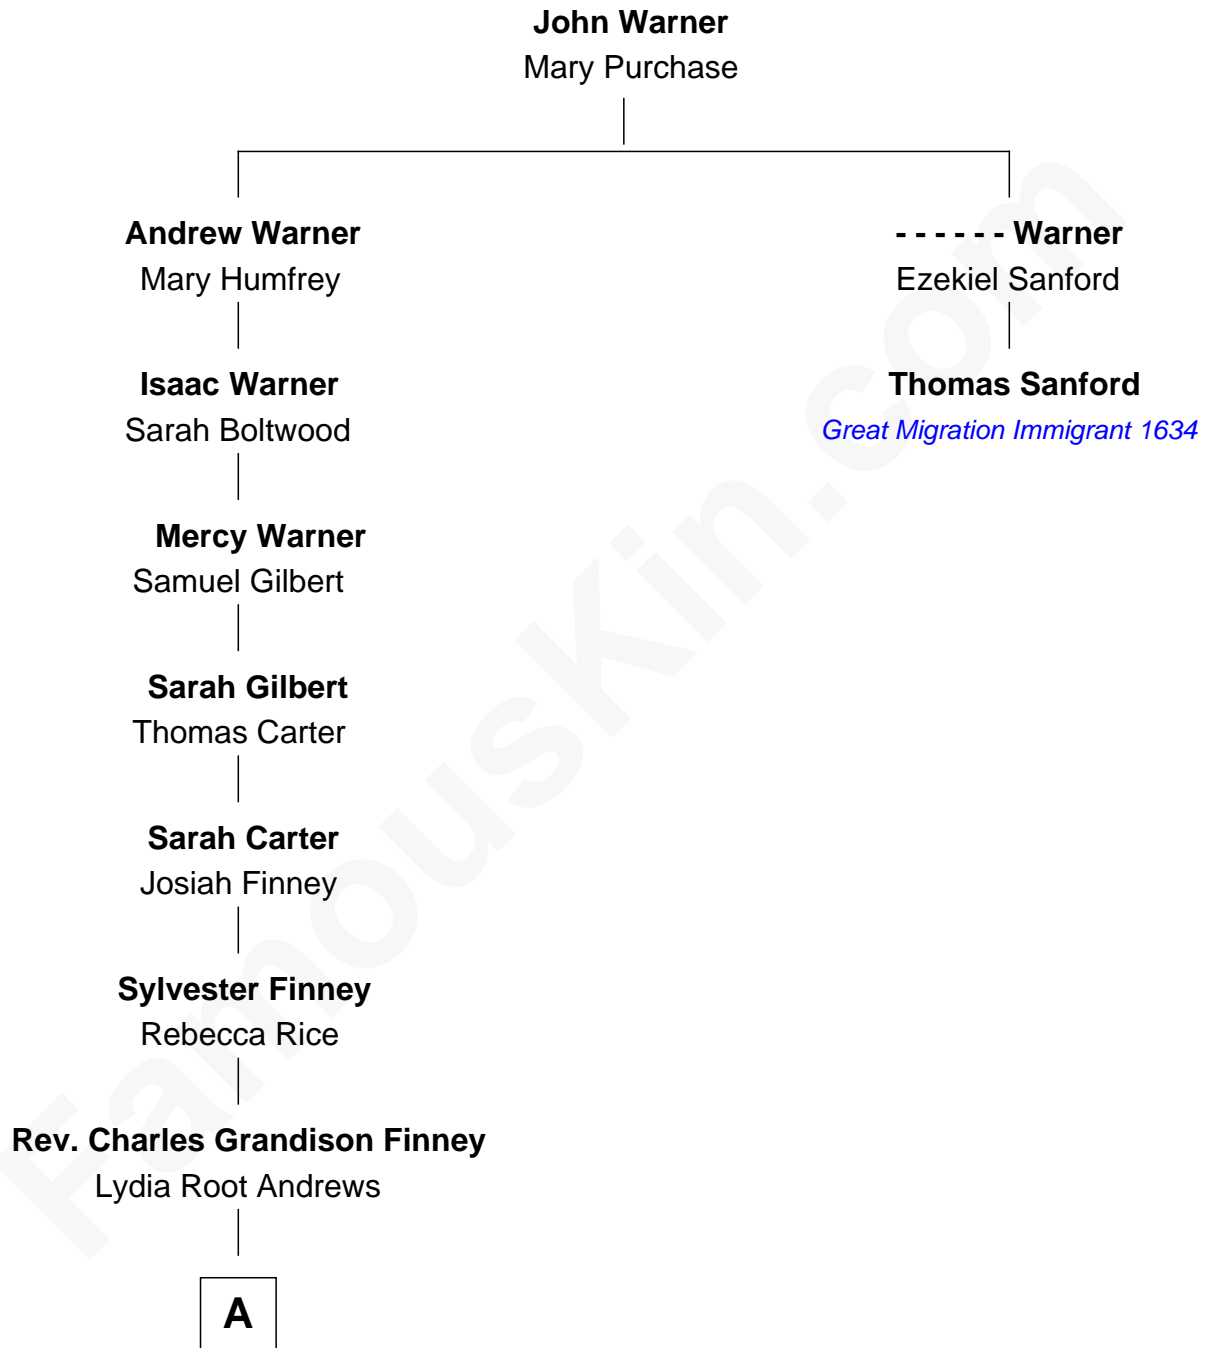 John Warner
Mary Purchase
Andrew Warner
Mary Humfrey
- - - - - - Warner
Ezekiel Sanford
Isaac Warner
Sarah Boltwood
Thomas Sanford
Great Migration Immigrant 1634
Mercy Warner
Samuel Gilbert
Sarah Gilbert
Thomas Carter
Sarah Carter
Josiah Finney
Sylvester Finney
Rebecca Rice
Rev. Charles Grandison Finney
Lydia Root Andrews
A
FamousKin.com